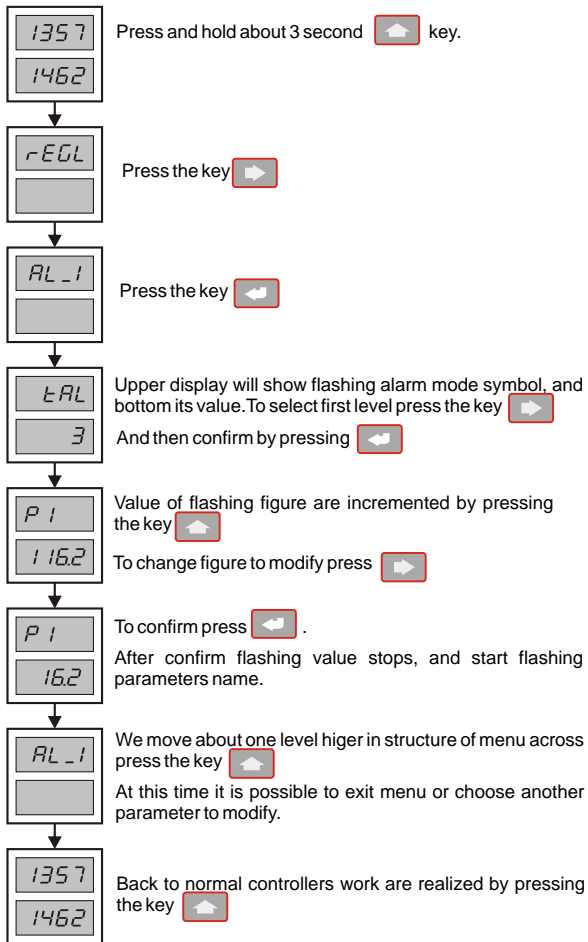 1357
1462
Press and hold about 3 second key.
rEGL
Press the key
AL_1
Press the key
tAL
3
Upper display will show flashing alarm mode symbol, and
bottom its value.To select first level press the key
And then confirm by pressing
P1
116.2
Value of flashing figure are incremented by pressing
the key
To change figure to modify press
P1
16.2
To confirm press .
After confirm flashing value stops, and start flashing
parameters name.
AL_1
We move about one level higer in structure of menu across
press the key
At this time it is possible to exit menu or choose another
parameter to modify.
1357
1462
Back to normal controllers work are realized by pressing
the key